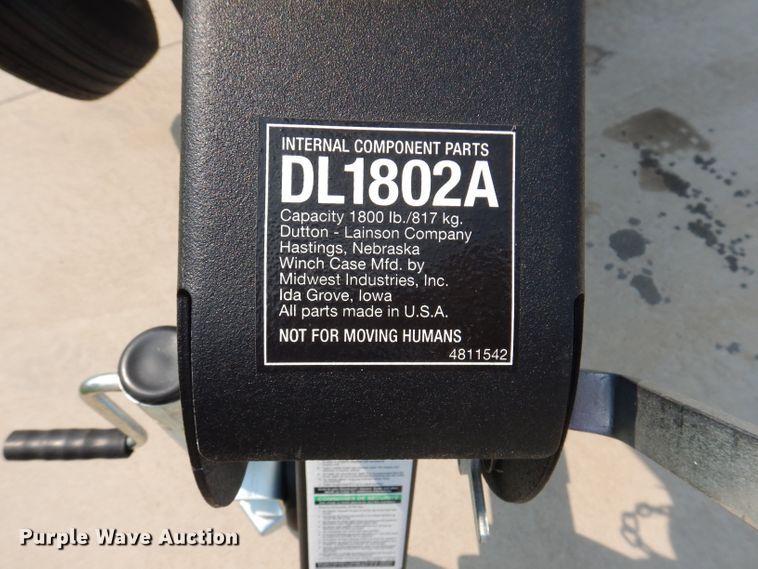 INTERNAL COMPONENT PARTS
DL1802A
Capacity 1800 lb./817 kg.
Dutton - Lainson Company
Hastings, Nebraska
Winch Case Mfd. by
Midwest Industries, Inc.
Ida Grove, Iowa
All parts made in U.S.A.
NOT FOR MOVING HUMANS
4811542
Purple Wave Auction